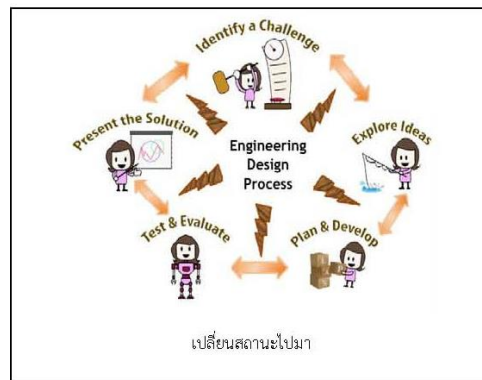 Identify a Challenge
Present the Solution
Explore Ideas
Engineering
Design
Process
Test & Evaluate
Plan & Develop
เปลี่ยนสถานะไปมา